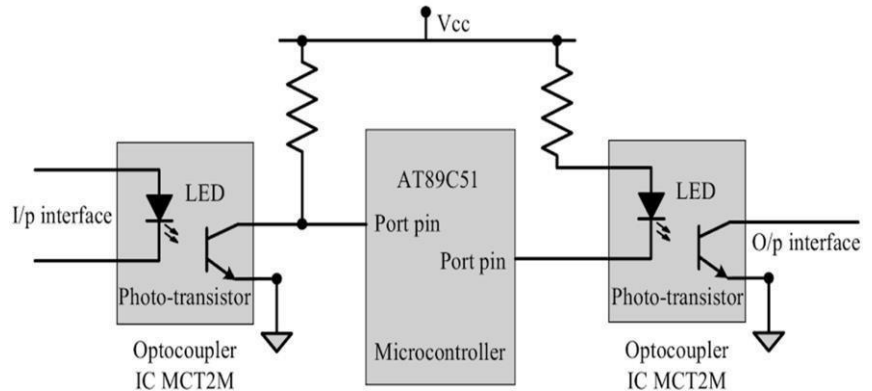 Vcc
LED
I/p interface
Photo-transistor
Optocoupler
IC MCT2M
AT89C51
Port pin
Port pin
Microcontroller
LED
O/p interface
Photo-transistor
Optocoupler
IC MCT2M